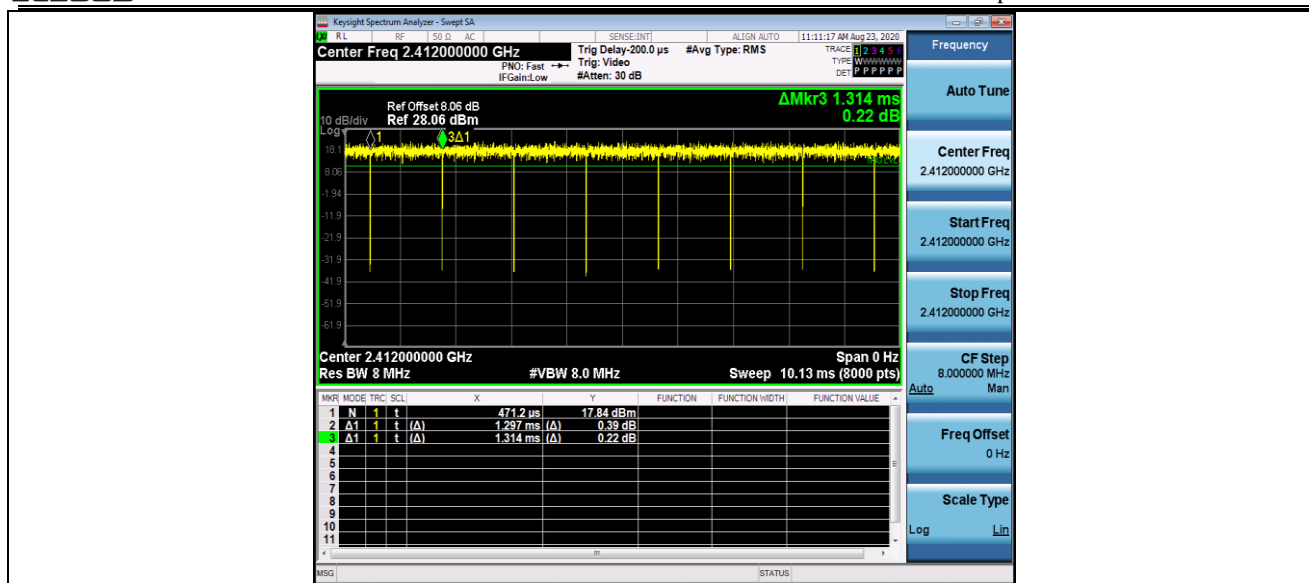 Keysight Spectrum Analyzer - Swept SA
RL RF 50 Ω AC SENSE:INT ALIGN AUTO 11:11:17 AM Aug 23, 2020
Center Freq 2.412000000 GHz
Trig Delay-200.0 µs #Avg Type: RMS
TRACE 1 2 3 4 5 6
PNO: Fast Trig: Video
TYPE WWWWWW
IFGain:Low #Atten: 30 dB
DET P P P P P P
Frequency
Auto Tune
Center Freq
2.412000000 GHz
Start Freq
2.412000000 GHz
Stop Freq
2.412000000 GHz
CF Step
8.000000 MHz
Auto Man
Freq Offset
0 Hz
Scale Type
Log Lin
ΔMkr3 1.314 ms
0.22 dB
Ref Offset 8.06 dB
10 dB/div Ref 28.06 dBm
Log
1 3Δ1
18.1
8.06
-1.94
-11.9
-21.9
-31.9
-41.9
-51.9
-61.9
Center 2.412000000 GHz Span 0 Hz
Res BW 8 MHz #VBW 8.0 MHz Sweep 10.13 ms (8000 pts)
MKR MODE TRC SCL X Y FUNCTION FUNCTION WIDTH FUNCTION VALUE
1 N 1 t 471.2 µs 17.84 dBm
2 Δ1 1 t (Δ) 1.297 ms (Δ) 0.39 dB
3 Δ1 1 t (Δ) 1.314 ms (Δ) 0.22 dB
4
5
6
7
8
9
10
11
MSG STATUS